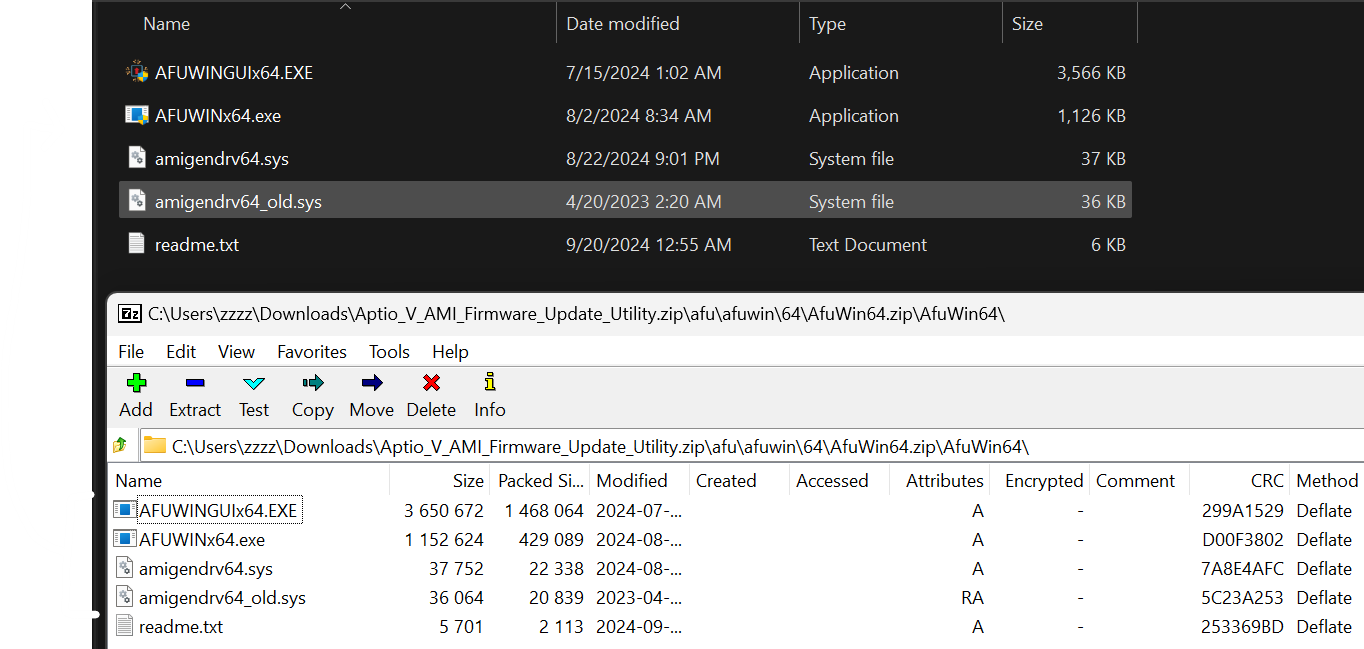 Name Date modified Type Size
AFUWINGUIx64.EXE 7/15/2024 1:02 AM Application 3,566 KB
AFUWINx64.exe 8/2/2024 8:34 AM Application 1,126 KB
amigendrv64.sys 8/22/2024 9:01 PM System file 37 KB
amigendrv64_old.sys 4/20/2023 2:20 AM System file 36 KB
readme.txt 9/20/2024 12:55 AM Text Document 6 KB
7z C:\Users\zzzz\Downloads\Aptio_V_AMI_Firmware_Update_Utility.zip\afu\afuwin\64\AfuWin64.zip\AfuWin64\
File Edit View Favorites Tools Help
Add Extract Test Copy Move Delete Info
C:\Users\zzzz\Downloads\Aptio_V_AMI_Firmware_Update_Utility.zip\afu\afuwin\64\AfuWin64.zip\AfuWin64\
Name Size Packed Si... Modified Created Accessed Attributes Encrypted Comment CRC Method
AFUWINGUIx64.EXE 3 650 672 1 468 064 2024-07-... A - 299A1529 Deflate
AFUWINx64.exe 1 152 624 429 089 2024-08-... A - D00F3802 Deflate
amigendrv64.sys 37 752 22 338 2024-08-... A - 7A8E4AFC Deflate
amigendrv64_old.sys 36 064 20 839 2023-04-... RA - 5C23A253 Deflate
readme.txt 5 701 2 113 2024-09-... A - 253369BD Deflate